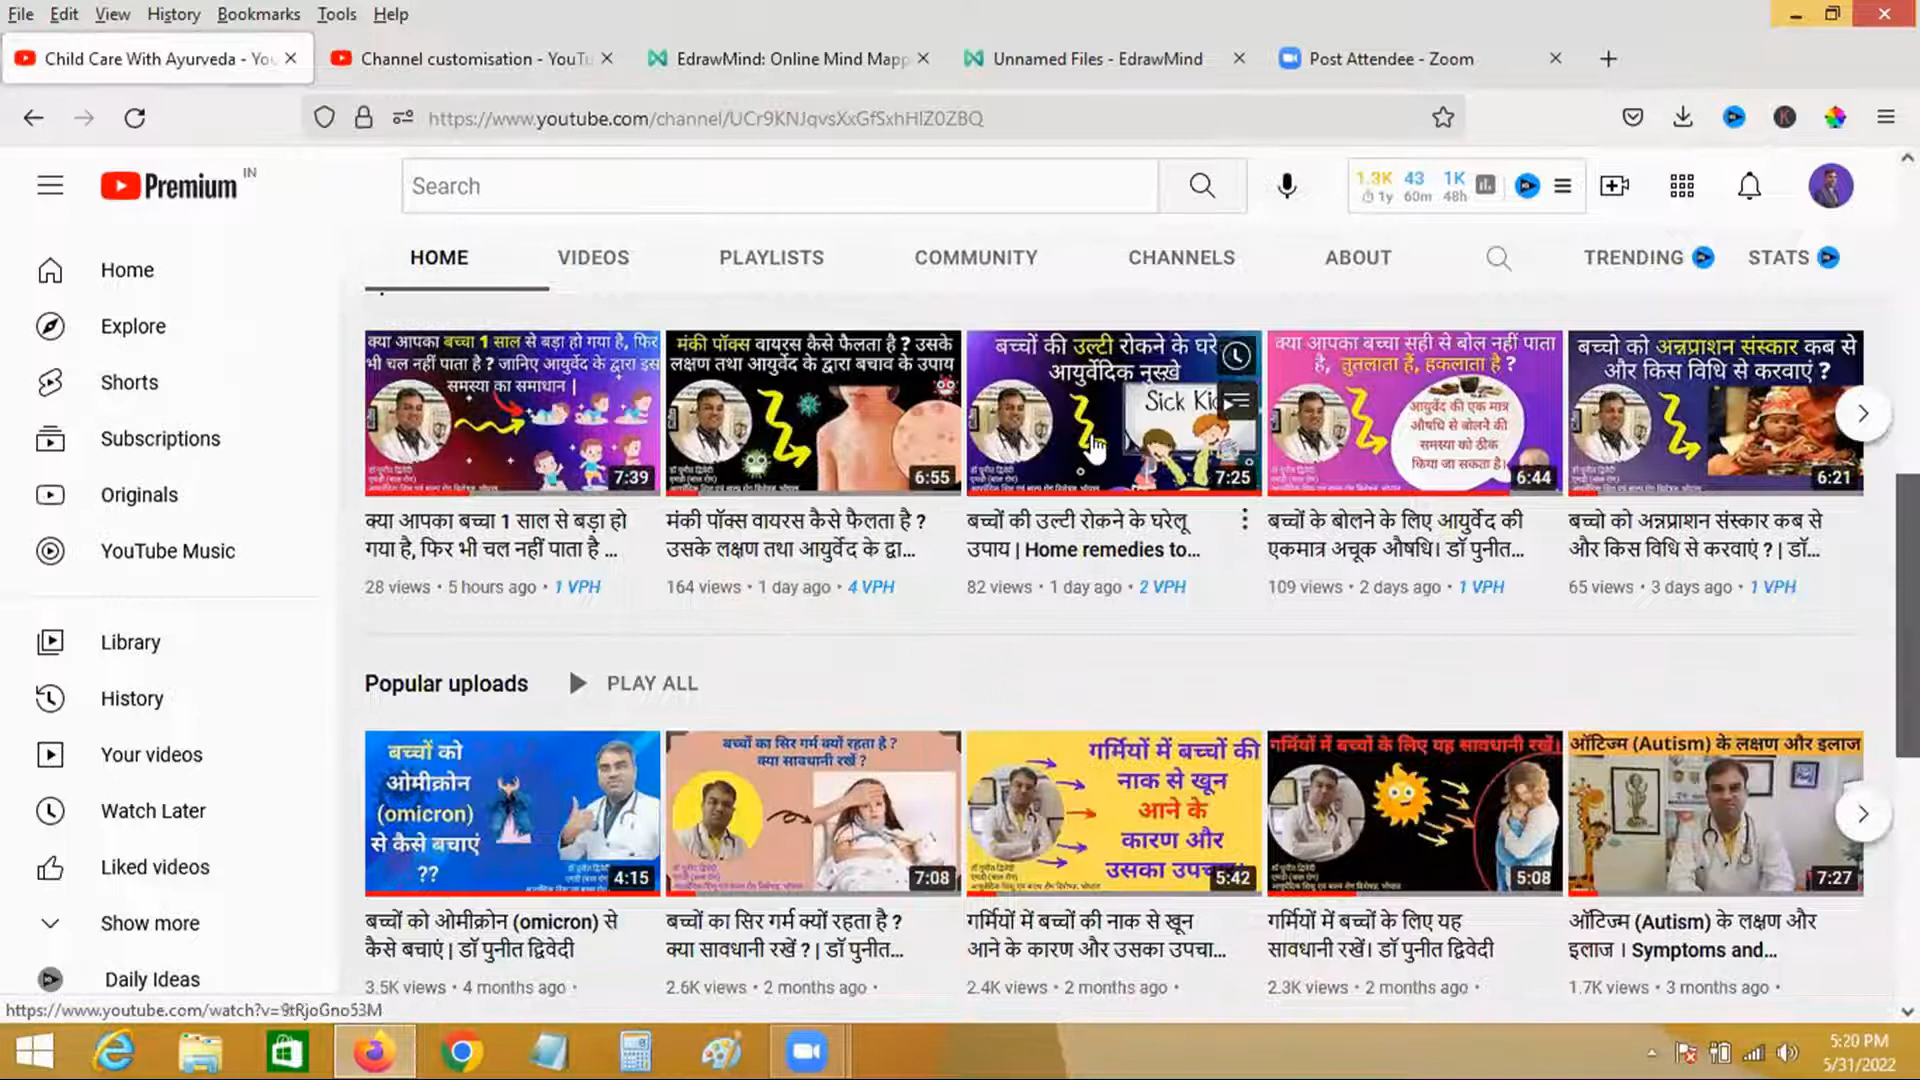 File Edit View History Bookmarks Tools Help
Child Care With Ayurveda - You
Channel customisation - YouTu
EdrawMind: Online Mind Mapp
Unnamed Files - EdrawMind
Post Attendee - Zoom
https://www.youtube.com/channel/UCr9KNJqvsXxGfSxhHlZ0ZBQ
Premium IN
Search
1.3K 43 1K
1y 60m 48h
HOME VIDEOS PLAYLISTS COMMUNITY CHANNELS ABOUT TRENDING STATS
Home
Explore
Shorts
Subscriptions
Originals
YouTube Music
Library
History
Your videos
Watch Later
Liked videos
Show more
Daily Ideas
क्या आपका बच्चा 1 साल से बड़ा हो गया है, फिर
भी चल नहीं पाता है ? जानिए आयुर्वेद के द्वारा इस
समस्या का समाधान |
7:39
क्या आपका बच्चा 1 साल से बड़ा हो
गया है, फिर भी चल नहीं पाता है ...
28 views • 5 hours ago • 1 VPH
मंकी पॉक्स वायरस कैसे फैलता है ? उसके
लक्षण तथा आयुर्वेद के द्वारा बचाव के उपाय
6:55
मंकी पॉक्स वायरस कैसे फैलता है ?
उसके लक्षण तथा आयुर्वेद के द्वा...
164 views • 1 day ago • 4 VPH
बच्चों की उल्टी रोकने के घरे
आयुर्वेदिक नुस्खे
Sick Kid
7:25
बच्चों की उल्टी रोकने के घरेलू
उपाय | Home remedies to...
82 views • 1 day ago • 2 VPH
क्या आपका बच्चा सही से बोल नहीं पाता
है, तुतलाता हैं, हकलाता है ?
आयुर्वेद की एक मात्र
औषधि से बोलने की
समस्या को ठीक
किया जा सकता है।
6:44
बच्चों के बोलने के लिए आयुर्वेद की
एकमात्र अचूक औषधि। डॉ पुनीत...
109 views • 2 days ago • 1 VPH
बच्चो को अन्नप्राशन संस्कार कब से
और किस विधि से करवाएं ?
6:21
बच्चो को अन्नप्राशन संस्कार कब से
और किस विधि से करवाएं ? | डॉ...
65 views • 3 days ago • 1 VPH
Popular uploads PLAY ALL
बच्चों को
ओमीक्रोन
(omicron)
से कैसे बचाएं
??
4:15
बच्चों को ओमीक्रोन (omicron) से
कैसे बचाएं | डॉ पुनीत द्विवेदी
3.5K views • 4 months ago •
बच्चों का सिर गर्म क्यों रहता है ?
क्या सावधानी रखें ?
7:08
बच्चों का सिर गर्म क्यों रहता है ?
क्या सावधानी रखें ? | डॉ पुनीत...
2.6K views • 2 months ago •
गर्मियों में बच्चों की
नाक से खून
आने के
कारण और
उसका उपचार
5:42
गर्मियों में बच्चों की नाक से खून
आने के कारण और उसका उपचा...
2.4K views • 2 months ago •
गर्मियों में बच्चों के लिए यह सावधानी रखें।
5:08
गर्मियों में बच्चों के लिए यह
सावधानी रखें। डॉ पुनीत द्विवेदी
2.3K views • 2 months ago •
ऑटिज्म (Autism) के लक्षण और इलाज
7:27
ऑटिज्म (Autism) के लक्षण और
इलाज । Symptoms and...
1.7K views • 3 months ago •
https://www.youtube.com/watch?v=9tRjoGno53M
5:20 PM
5/31/2022